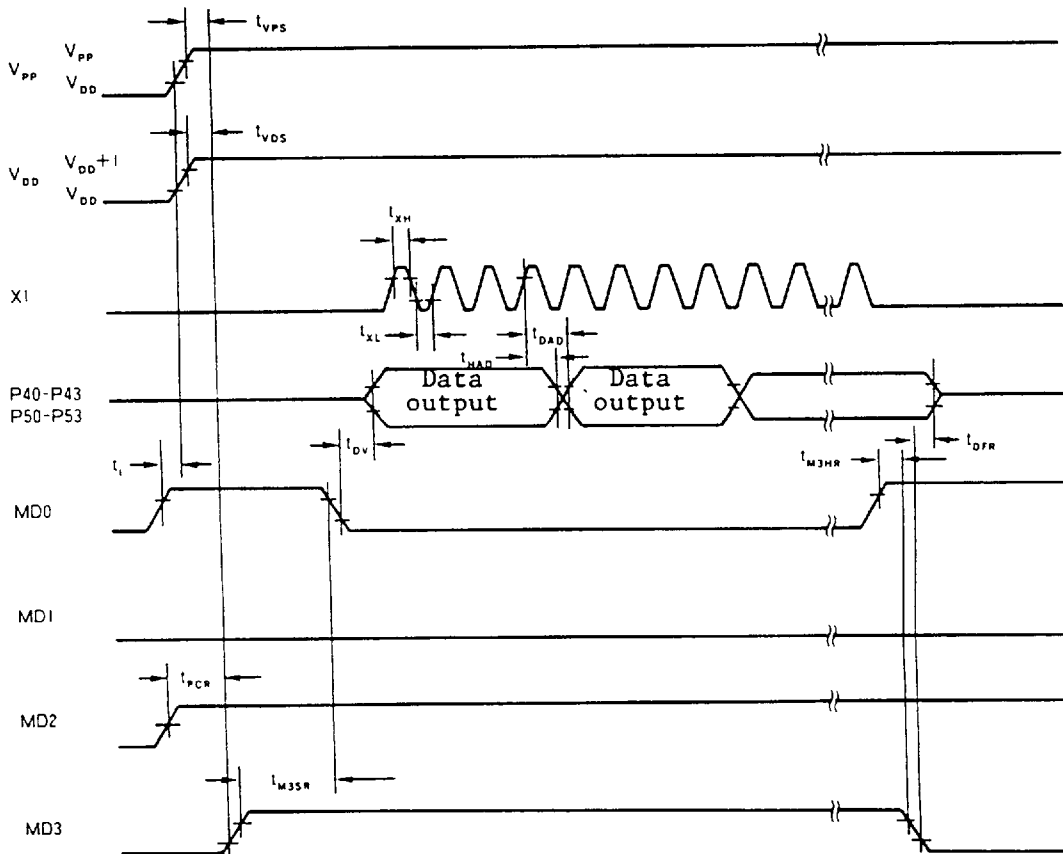 tVPS
VPP
VPP
VDD
tVDS
VDD
VDD+1
VDD
tXH
X1
tXL
tDAD
tHAD
P40-P43
P50-P53
Data output
Data output
tDV
tDFR
tM3HR
tI
MD0
MD1
tPCR
MD2
tM3SR
MD3